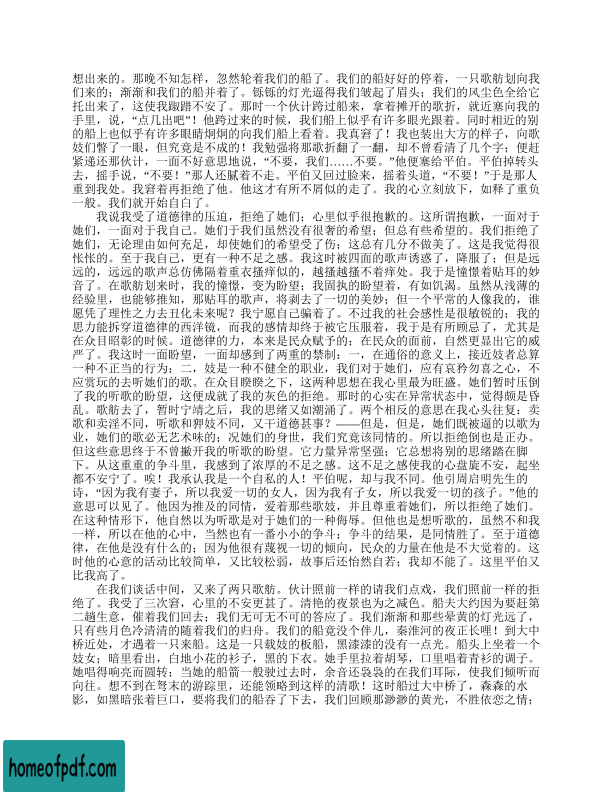 想出来的。那晚不知怎样，忽然轮着我们的船了。我们的船好好的停着，一只歌舫划向我
们来的；渐渐和我们的船并着了。铄铄的灯光逼得我们皱起了眉头；我们的风尘色全给它
托出来了，这使我踧踖不安了。那时一个伙计跨过船来，拿着摊开的歌折，就近塞向我的
手里，说，“点几出吧”！他跨过来的时候，我们船上似乎有许多眼光跟着。同时相近的别
的船上也似乎有许多眼睛炯炯的向我们船上看着。我真窘了！我也装出大方的样子，向歌
妓们瞥了一眼，但究竟是不成的！我勉强将那歌折翻了一翻，却不曾看清了几个字；便赶
紧递还那伙计，一面不好意思地说，“不要，我们……不要。”他便塞给平伯。平伯掉转头
去，摇手说，“不要！”那人还腻着不走。平伯又回过脸来，摇着头道，“不要！”于是那人
重到我处。我窘着再拒绝了他。他这才有所不屑似的走了。我的心立刻放下，如释了重负
一般。我们就开始自白了。
我说我受了道德律的压迫，拒绝了她们；心里似乎很抱歉的。这所谓抱歉，一面对于
她们，一面对于我自己。她们于我们虽然没有很奢的希望；但总有些希望的。我们拒绝了
她们，无论理由如何充足，却使她们的希望受了伤；这总有几分不做美了。这是我觉得很
怅怅的。至于我自己，更有一种不足之感。我这时被四面的歌声诱惑了，降服了；但是远
远的，远远的歌声总仿佛隔着重衣搔痒似的，越搔越搔不着痒处。我于是憧憬着贴耳的妙
音了。在歌舫划来时，我的憧憬，变为盼望；我固执的盼望着，有如饥渴。虽然从浅薄的
经验里，也能够推知，那贴耳的歌声，将剥去了一切的美妙；但一个平常的人像我的，谁
愿凭了理性之力去丑化未来呢？我宁愿自己骗着了。不过我的社会感性是很敏锐的；我的
思力能拆穿道德律的西洋镜，而我的感情却终于被它压服着，我于是有所顾忌了，尤其是
在众目昭彰的时候。道德律的力，本来是民众赋予的；在民众的面前，自然更显出它的威
严了。我这时一面盼望，一面却感到了两重的禁制：一，在通俗的意义上，接近妓者总算
一种不正当的行为；二，妓是一种不健全的职业，我们对于她们，应有哀矜勿喜之心，不
应赏玩的去听她们的歌。在众目睽睽之下，这两种思想在我心里最为旺盛。她们暂时压倒
了我的听歌的盼望，这便成就了我的灰色的拒绝。那时的心实在异常状态中，觉得颇是昏
乱。歌舫去了，暂时宁靖之后，我的思绪又如潮涌了。两个相反的意思在我心头往复；卖
歌和卖淫不同，听歌和狎妓不同，又干道德甚事？——但是，但是，她们既被逼的以歌为
业，她们的歌必无艺术味的；况她们的身世，我们究竟该同情的。所以拒绝倒也是正办。
但这些意思终于不曾撇开我的听歌的盼望。它力量异常坚强；它总想将别的思绪踏在脚
下。从这重重的争斗里，我感到了浓厚的不足之感。这不足之感使我的心盘旋不安，起坐
都不安宁了。唉！我承认我是一个自私的人！平伯呢，却与我不同。他引周启明先生的
诗，“因为我有妻子，所以我爱一切的女人，因为我有子女，所以我爱一切的孩子。”他的
意思可以见了。他因为推及的同情，爱着那些歌妓，并且尊重着她们，所以拒绝了她们。
在这种情形下，他自然以为听歌是对于她们的一种侮辱。但他也是想听歌的，虽然不和我
一样，所以在他的心中，当然也有一番小小的争斗；争斗的结果，是同情胜了。至于道德
律，在他是没有什么的；因为他很有蔑视一切的倾向，民众的力量在他是不大觉着的。这
时他的心意的活动比较简单，又比较松弱，故事后还怡然自若；我却不能了。这里平伯又
比我高了。
在我们谈话中间，又来了两只歌舫。伙计照前一样的请我们点戏，我们照前一样的拒
绝了。我受了三次窘，心里的不安更甚了。清艳的夜景也为之减色。船夫大约因为要赶第
二趟生意，催着我们回去；我们无可无不可的答应了。我们渐渐和那些晕黄的灯光远了，
只有些月色冷清清的随着我们的归舟。我们的船竟没个伴儿，秦淮河的夜正长哩！到大中
桥近处，才遇着一只来船。这是一只载妓的板船，黑漆漆的没有一点光。船头上坐着一个
妓女；暗里看出，白地小花的衫子，黑的下衣。她手里拉着胡琴，口里唱着青衫的调子。
她唱得响亮而圆转；当她的船箭一般驶过去时，余音还袅袅的在我们耳际，使我们倾听而
向往。想不到在弩末的游踪里，还能领略到这样的清歌！这时船过大中桥了，森森的水
影，如黑暗张着巨口，要将我们的船吞了下去，我们回顾那渺渺的黄光，不胜依恋之情；
homeofpdf.com